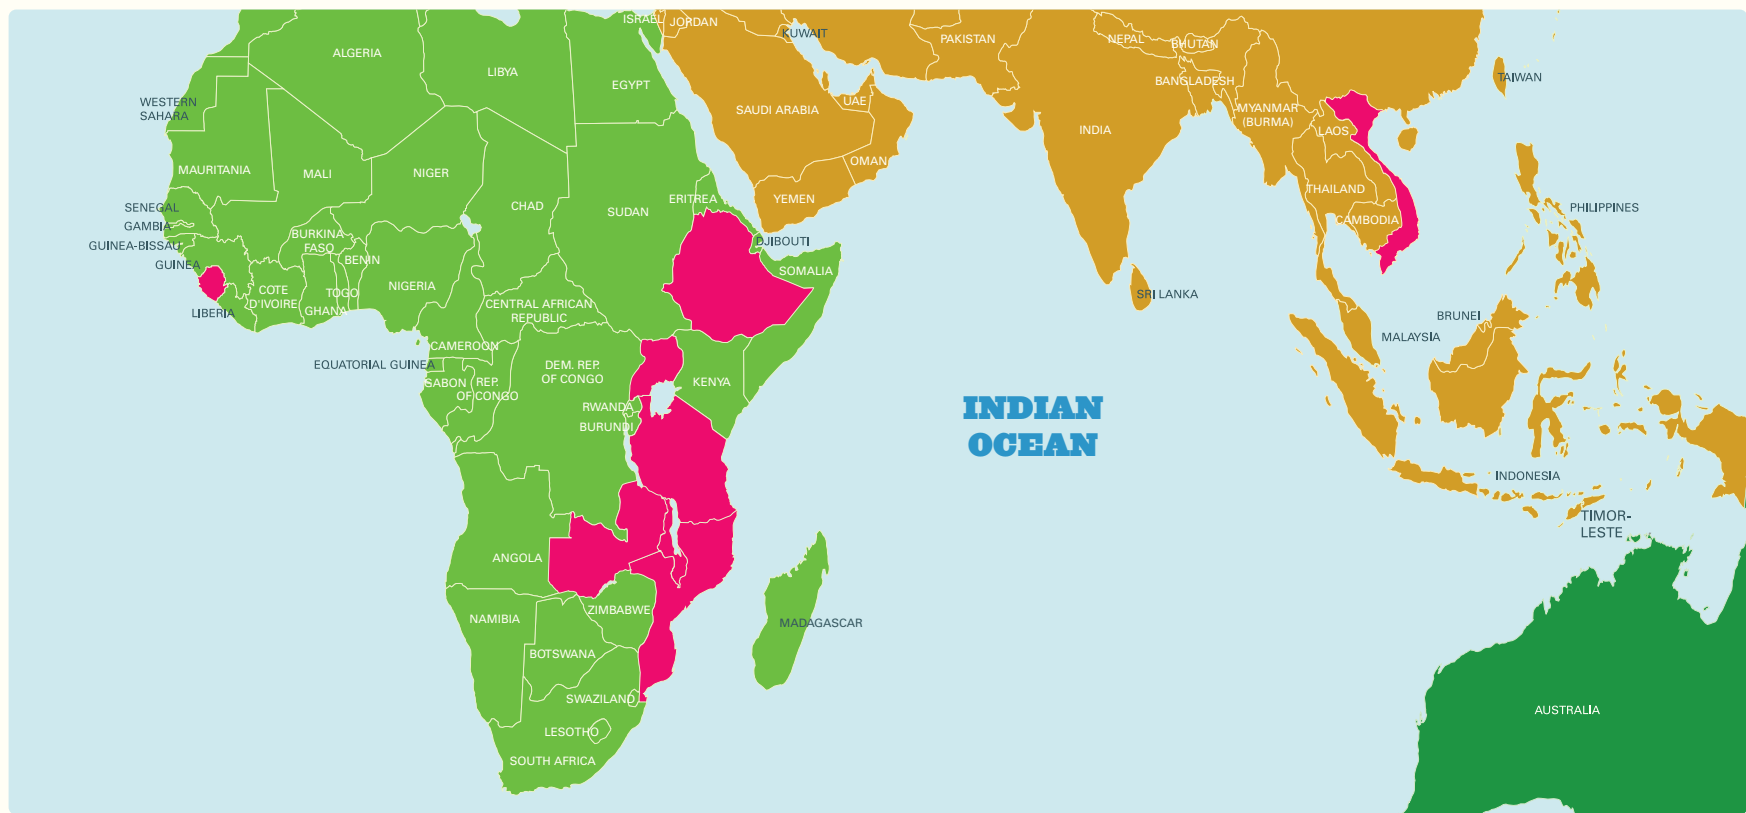 ISRAEL
JORDAN
KUWAIT
PAKISTAN
NEPAL
BHUTAN
ALGERIA
LIBYA
EGYPT
BANGLADESH
TAIWAN
WESTERN
SAHARA
SAUDI ARABIA
UAE
MYANMAR
(BURMA)
INDIA
LAOS
OMAN
MAURITANIA
MALI
NIGER
THAILAND
SENEGAL
CHAD
SUDAN
ERITREA
YEMEN
PHILIPPINES
GAMBIA
CAMBODIA
GUINEA-BISSAU
BURKINA
FASO
DJIBOUTI
GUINEA
BENIN
SOMALIA
COTE
D'IVOIRE
TOGO
NIGERIA
SRI LANKA
LIBERIA
GHANA
CENTRAL AFRICAN
REPUBLIC
BRUNEI
MALAYSIA
CAMEROON
EQUATORIAL GUINEA
DEM. REP.
OF CONGO
GABON
REP.
OF CONGO
KENYA
RWANDA
BURUNDI
INDIAN
OCEAN
INDONESIA
TIMOR-
LESTE
ANGOLA
NAMIBIA
ZIMBABWE
MADAGASCAR
BOTSWANA
SWAZILAND
AUSTRALIA
LESOTHO
SOUTH AFRICA